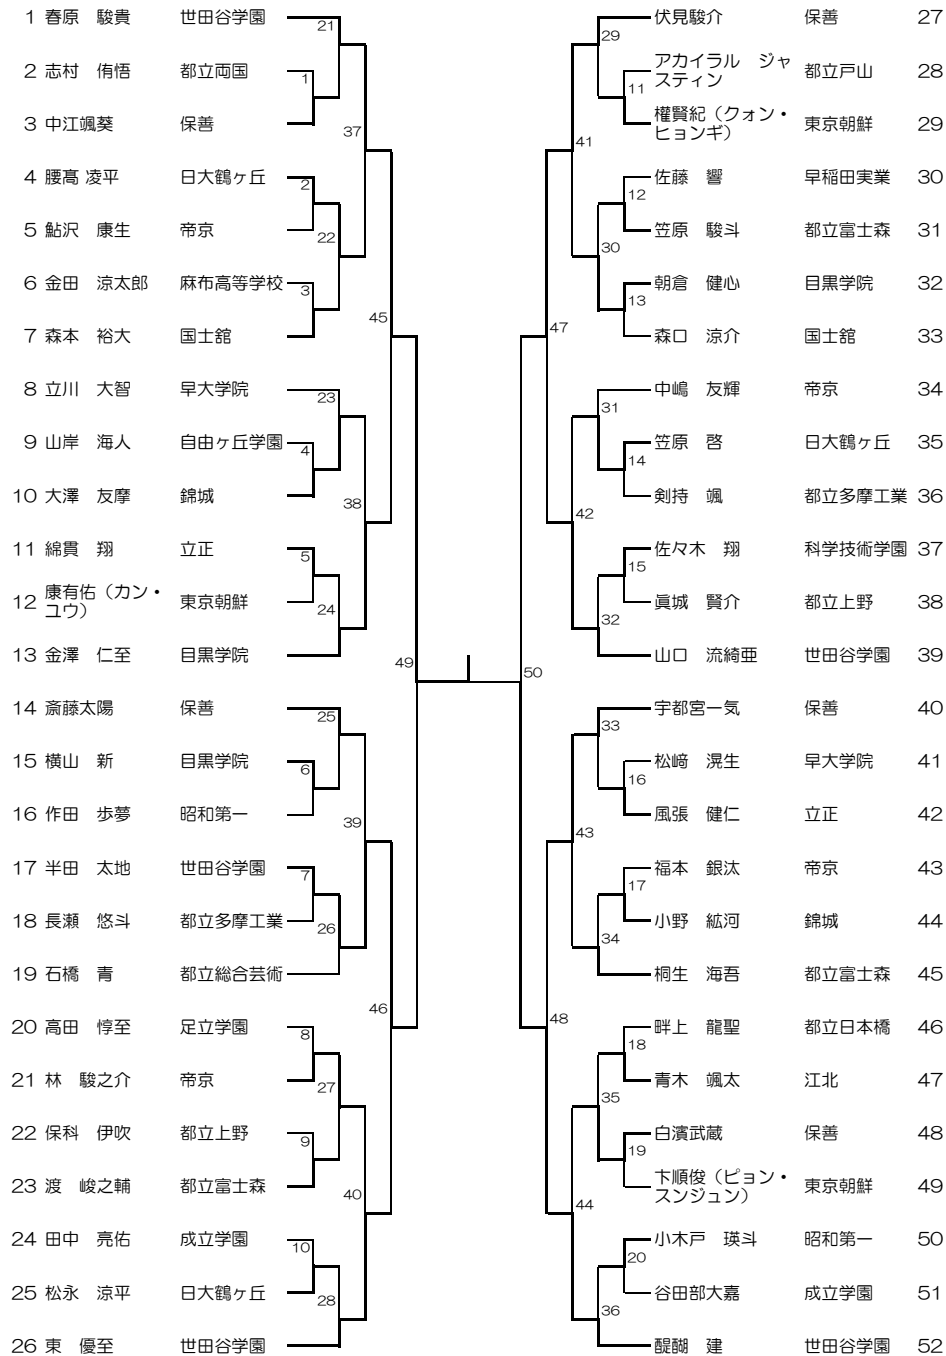 1 春原　駿貴 世田谷学園
2 志村　侑悟 都立両国
3 中江颯葵 保善
4 腰髙 凌平 日大鶴ヶ丘
5 鮎沢　康生 帝京
6 金田　涼太郎 麻布高等学校
7 森本　裕大 国士舘
8 立川　大智 早大学院
9 山岸　海人 自由ヶ丘学園
10 大澤　友摩 錦城
11 綿貫　翔 立正
12 康有佑（カン・
ユウ） 東京朝鮮
13 金澤　仁至 目黒学院
14 斎藤太陽 保善
15 横山　新 目黒学院
16 作田　歩夢 昭和第一
17 半田　太地 世田谷学園
18 長瀬　悠斗 都立多摩工業
19 石橋　青 都立総合芸術
20 高田　惇至 足立学園
21 林　駿之介 帝京
22 保科　伊吹 都立上野
23 渡　峻之輔 都立富士森
24 田中　亮佑 成立学園
25 松永　涼平 日大鶴ヶ丘
26 東　優至 世田谷学園
21
1
37
2
22
3
45
23
4
38
5
24
49
25
6
39
7
26
46
8
27
9
40
10
28
50
29
11
41
12
30
13
47
31
14
42
15
32
33
16
43
17
34
48
18
35
19
44
20
36
伏見駿介 保善 27
アカイラル　ジャ
スティン 都立戸山 28
權賢紀（クォン・
ヒョンギ） 東京朝鮮 29
佐藤　響 早稲田実業 30
笠原　駿斗 都立富士森 31
朝倉　健心 目黒学院 32
森口　涼介 国士舘 33
中嶋　友輝 帝京 34
笠原　啓 日大鶴ヶ丘 35
剣持　颯 都立多摩工業 36
佐々木　翔 科学技術学園 37
眞城　賢介 都立上野 38
山口　流綺亜 世田谷学園 39
宇都宮一気 保善 40
松﨑　滉生 早大学院 41
風張　健仁 立正 42
福本　銀汰 帝京 43
小野　紘河 錦城 44
桐生　海吾 都立富士森 45
畔上　龍聖 都立日本橋 46
青木　颯太 江北 47
白濱武蔵 保善 48
卞順俊（ピョン・
スンジュン） 東京朝鮮 49
小木戸　瑛斗 昭和第一 50
谷田部大嘉 成立学園 51
醍醐　建 世田谷学園 52